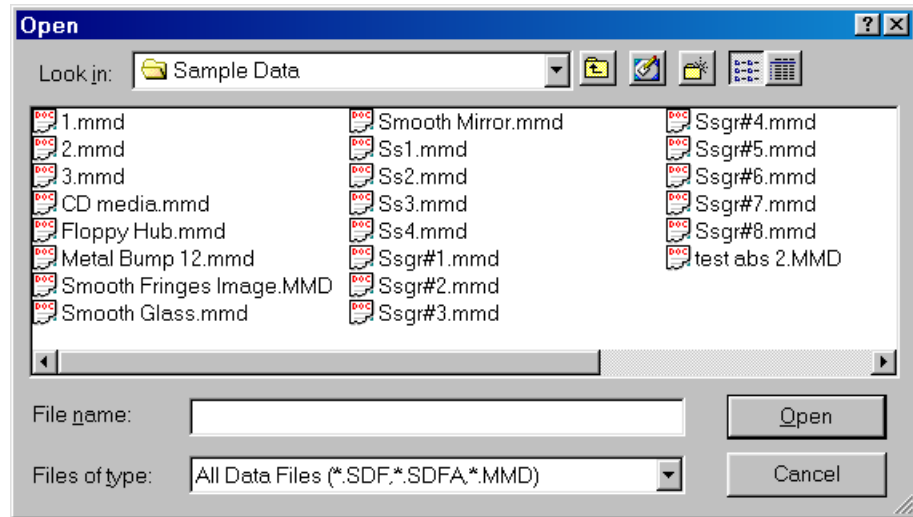 Open
Look in: Sample Data
1.mmd
2.mmd
3.mmd
CD media.mmd
Floppy Hub.mmd
Metal Bump 12.mmd
Smooth Fringes Image.MMD
Smooth Glass.mmd
Smooth Mirror.mmd
Ss1.mmd
Ss2.mmd
Ss3.mmd
Ss4.mmd
Ssgr#1.mmd
Ssgr#2.mmd
Ssgr#3.mmd
Ssgr#4.mmd
Ssgr#5.mmd
Ssgr#6.mmd
Ssgr#7.mmd
Ssgr#8.mmd
test abs 2.MMD
File name:
Open
Files of type: All Data Files (*.SDF,*.SDFA,*.MMD)
Cancel